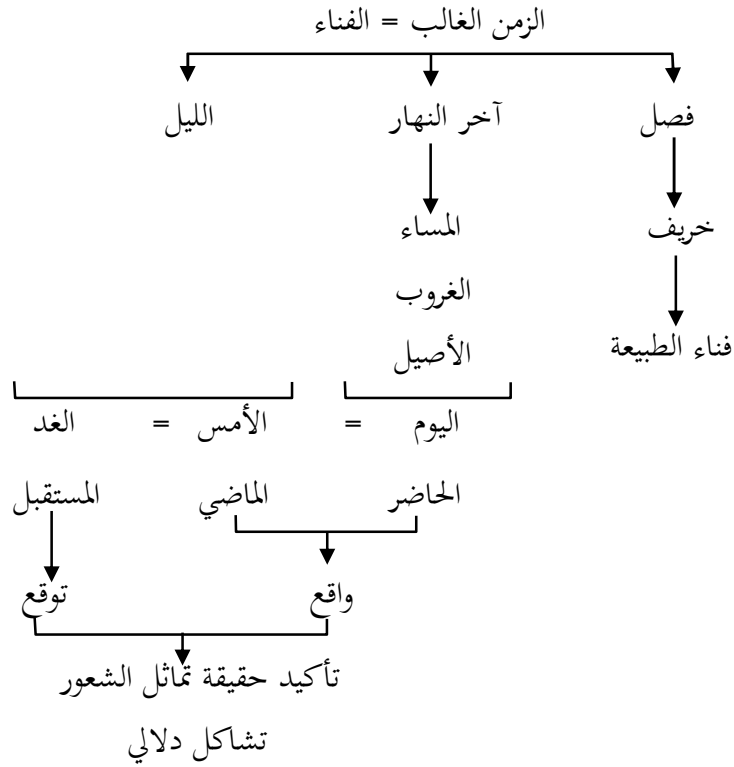 الزمن الغالب = الفناء
فصل آخر النهار الليل
خريف المساء
الغروب
فناء الطبيعة الأصيل
اليوم = الأمس = الغد
الحاضر الماضي المستقبل
واقع توقع
تأكيد حقيقة تماثل الشعور
تشاكل دلالي